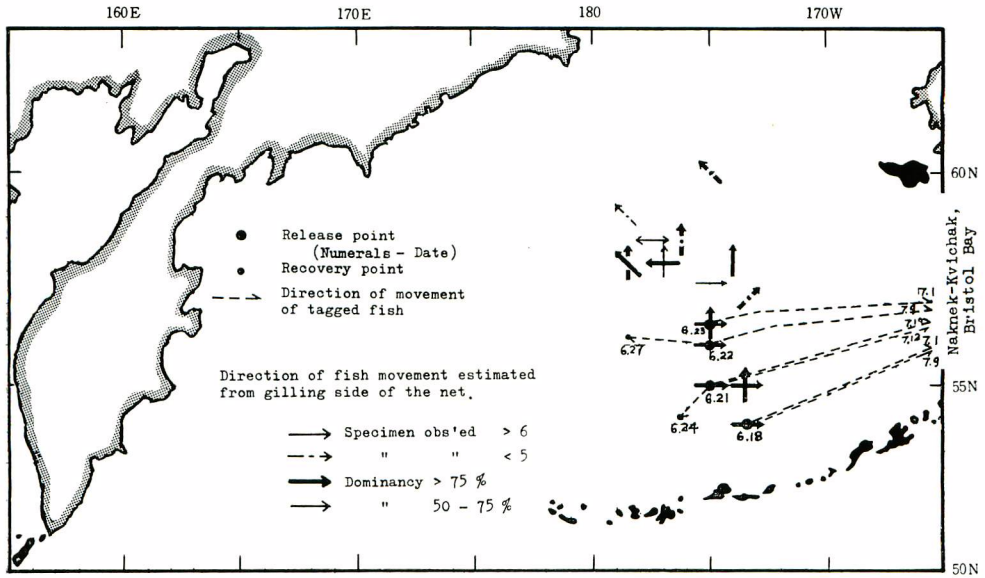 160E 170E 180 170W
60N
Naknek-Kvichak,
Bristol Bay
55N
50N
Release point
(Numerals - Date)
Recovery point
Direction of movement
of tagged fish
Direction of fish movement estimated
from gilling side of the net.
Specimen obs'ed > 6
" " < 5
Dominancy > 75 %
" 50 - 75 %
6.23
6.22
6.27
6.21
6.24
6.18
7.1
7.12
7.1
7.9